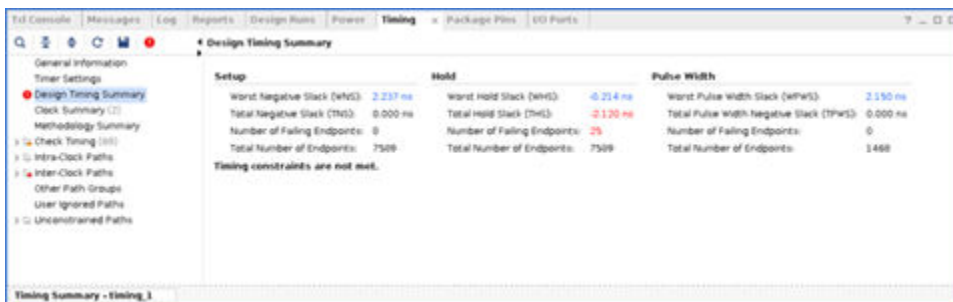 Tcl Console Messages Log Reports Design Runs Power Timing × Package Pins I/O Ports ? _ □
Design Timing Summary
General Information
Timer Settings
Design Timing Summary
Clock Summary (2)
Methodology Summary
Check Timing
Intra-Clock Paths
Inter-Clock Paths
Other Path Groups
User Ignored Paths
Unconstrained Paths
Setup Hold Pulse Width
Worst Negative Slack (WNS): 2.237 ns Worst Hold Slack (WHS): -0.214 ns Worst Pulse Width Slack (WPWS): 2.150 ns
Total Negative Slack (TNS): 0.000 ns Total Hold Slack (THS): -2.120 ns Total Pulse Width Negative Slack (TPWS): 0.000 ns
Number of Failing Endpoints: 0 Number of Failing Endpoints: 25 Number of Failing Endpoints: 0
Total Number of Endpoints: 7509 Total Number of Endpoints: 7509 Total Number of Endpoints: 1468
Timing constraints are not met.
Timing Summary - timing_1